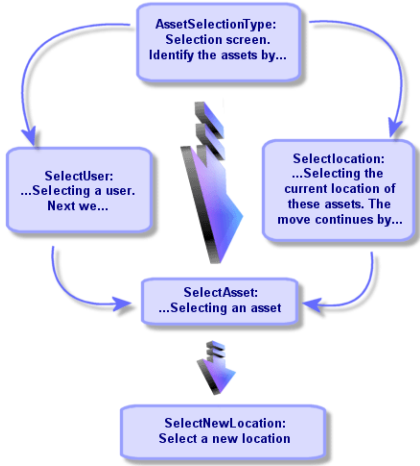 AssetSelectionType:
Selection screen.
Identify the assets by...
SelectUser:
...Selecting a user.
Next we...
Selectlocation:
...Selecting the
current location of
these assets. The
move continues by...
SelectAsset:
...Selecting an asset
SelectNewLocation:
Select a new location